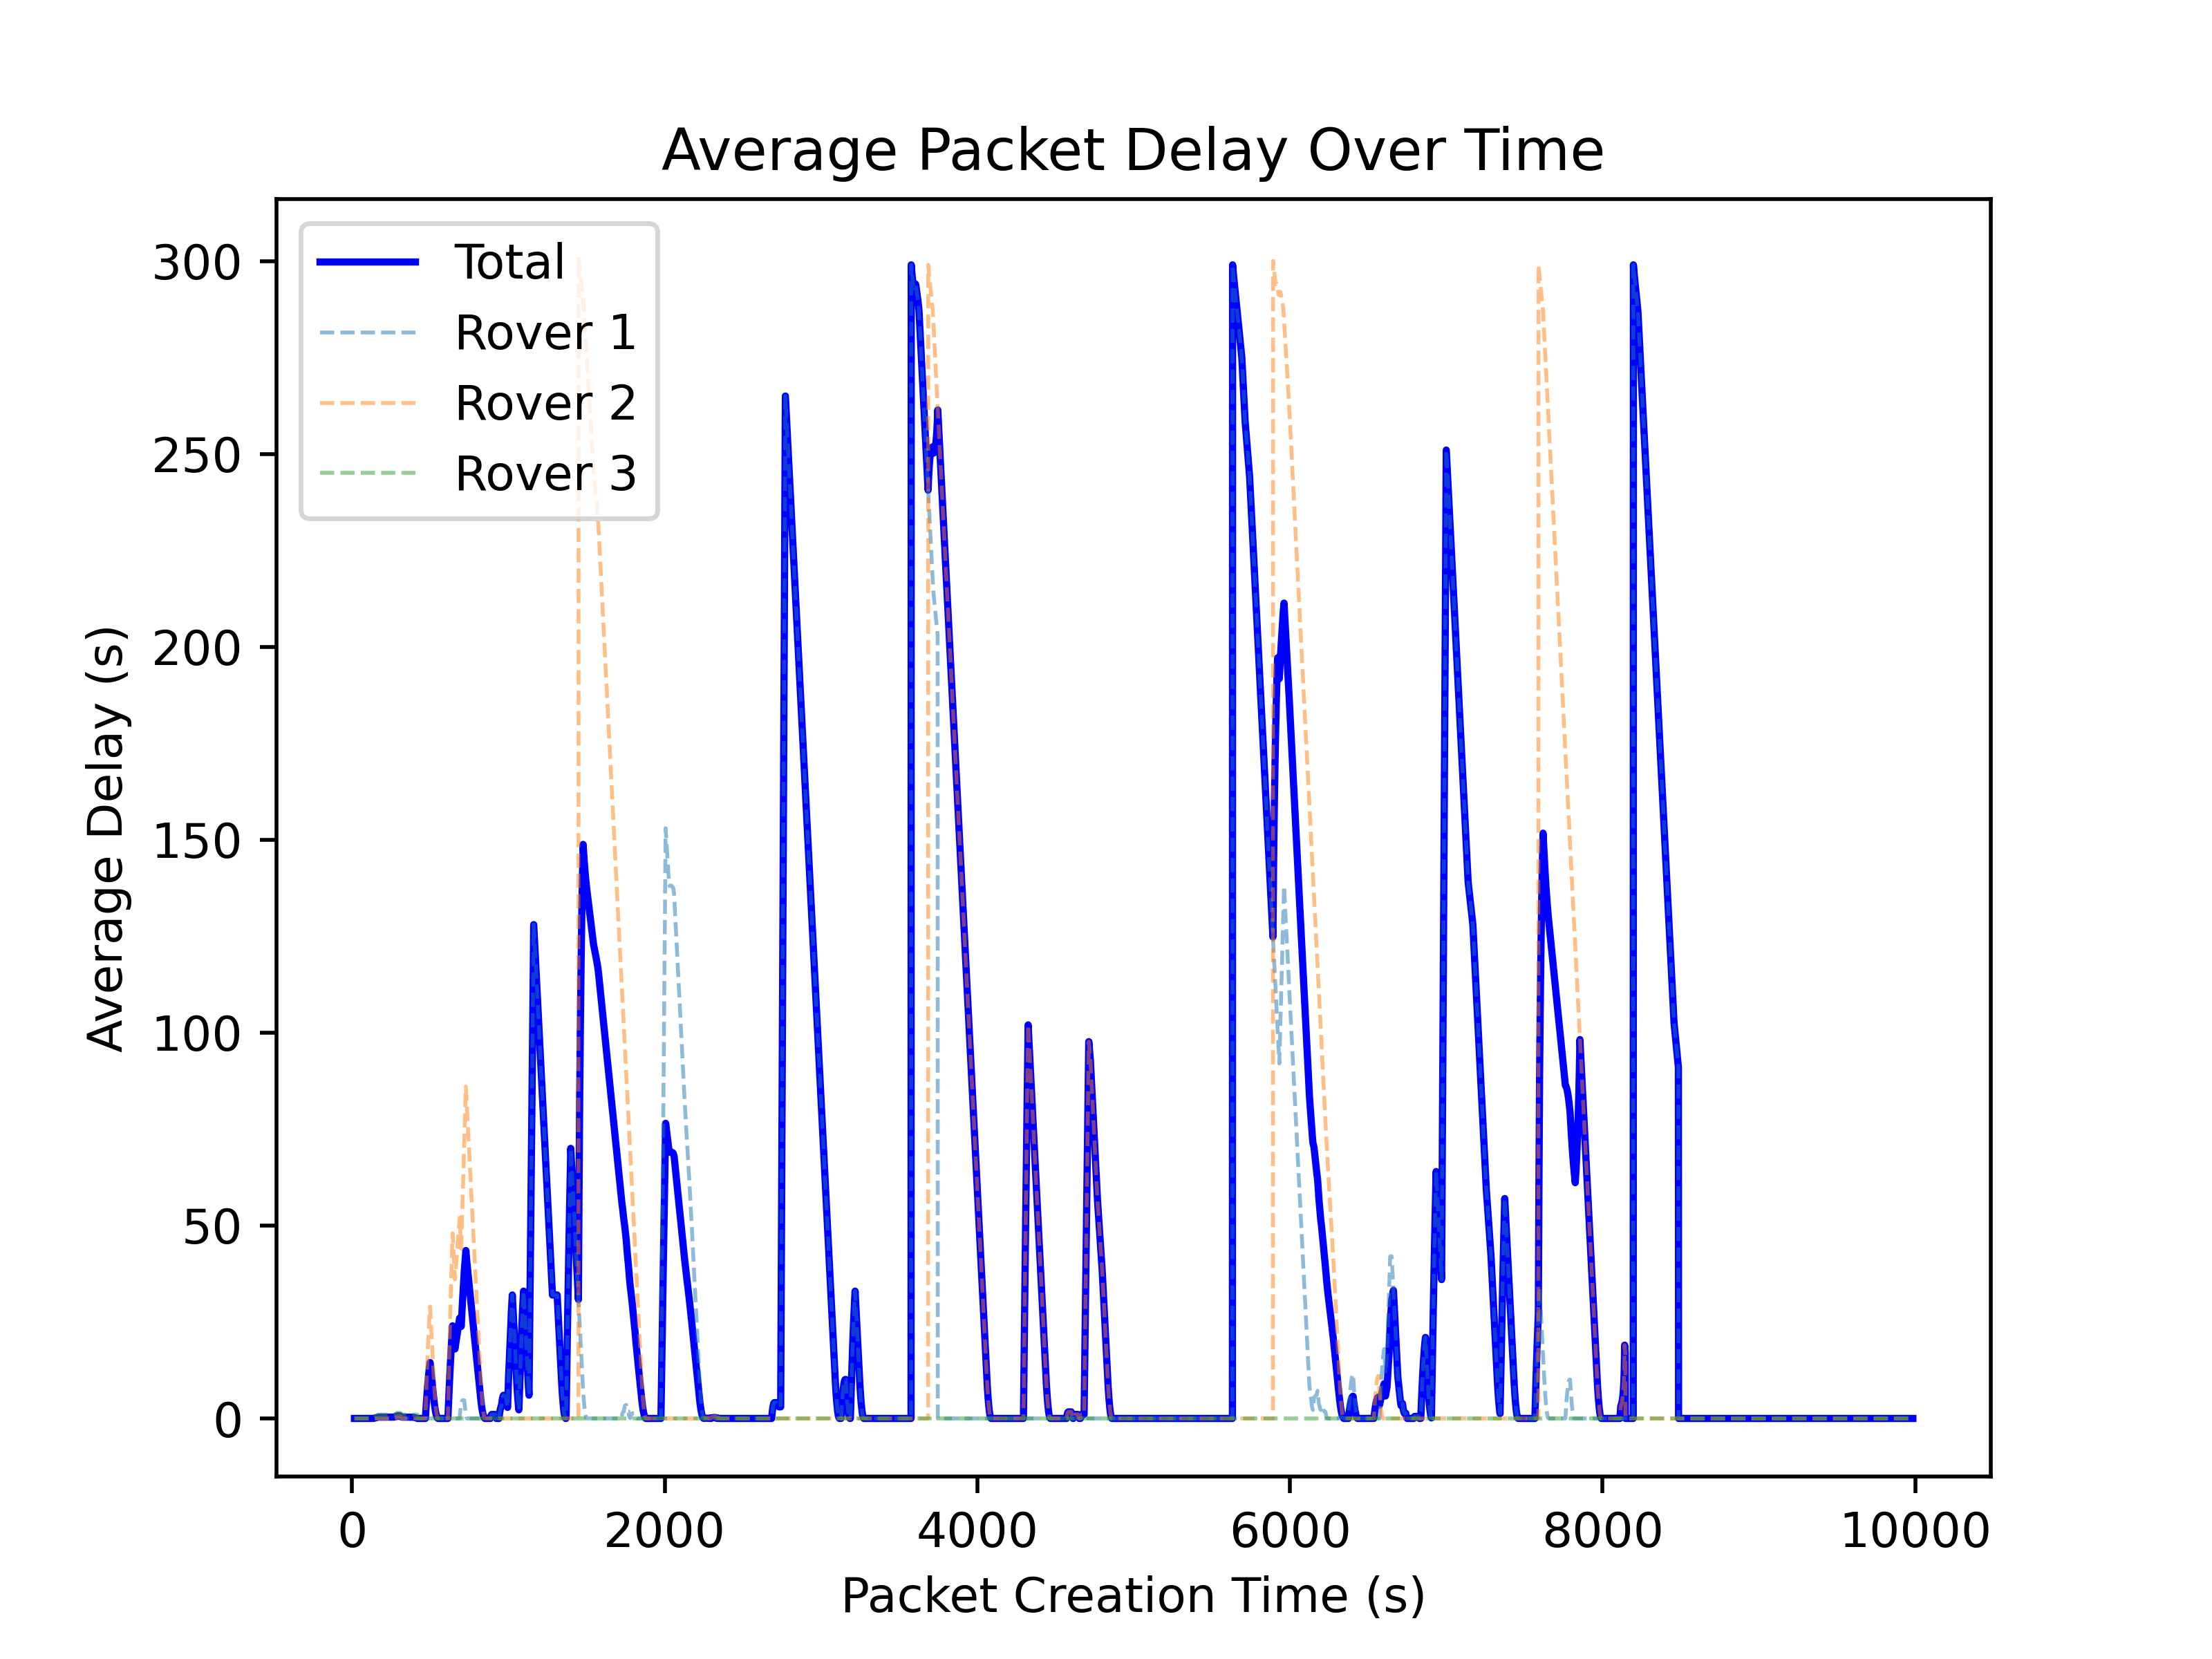 Average Packet Delay Over Time
Total
Rover 1
Rover 2
Rover 3
300
250
200
150
100
50
0
Average Delay (s)
0 2000 4000 6000 8000 10000
Packet Creation Time (s)